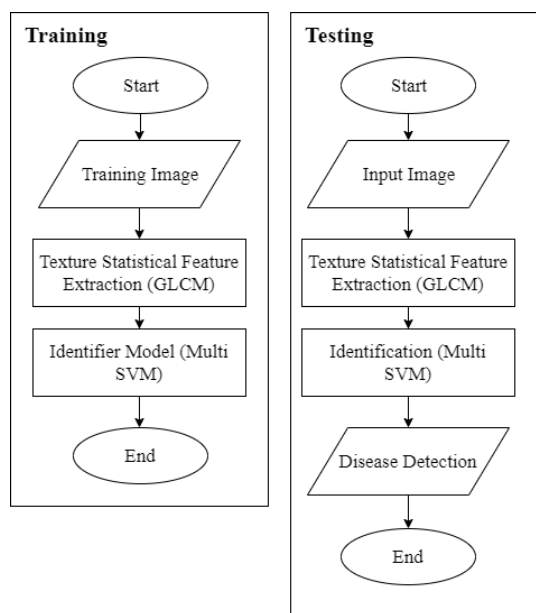 Training
Start
Training Image
Texture Statistical Feature
Extraction (GLCM)
Identifier Model (Multi
SVM)
End
Testing
Start
Input Image
Texture Statistical Feature
Extraction (GLCM)
Identification (Multi
SVM)
Disease Detection
End